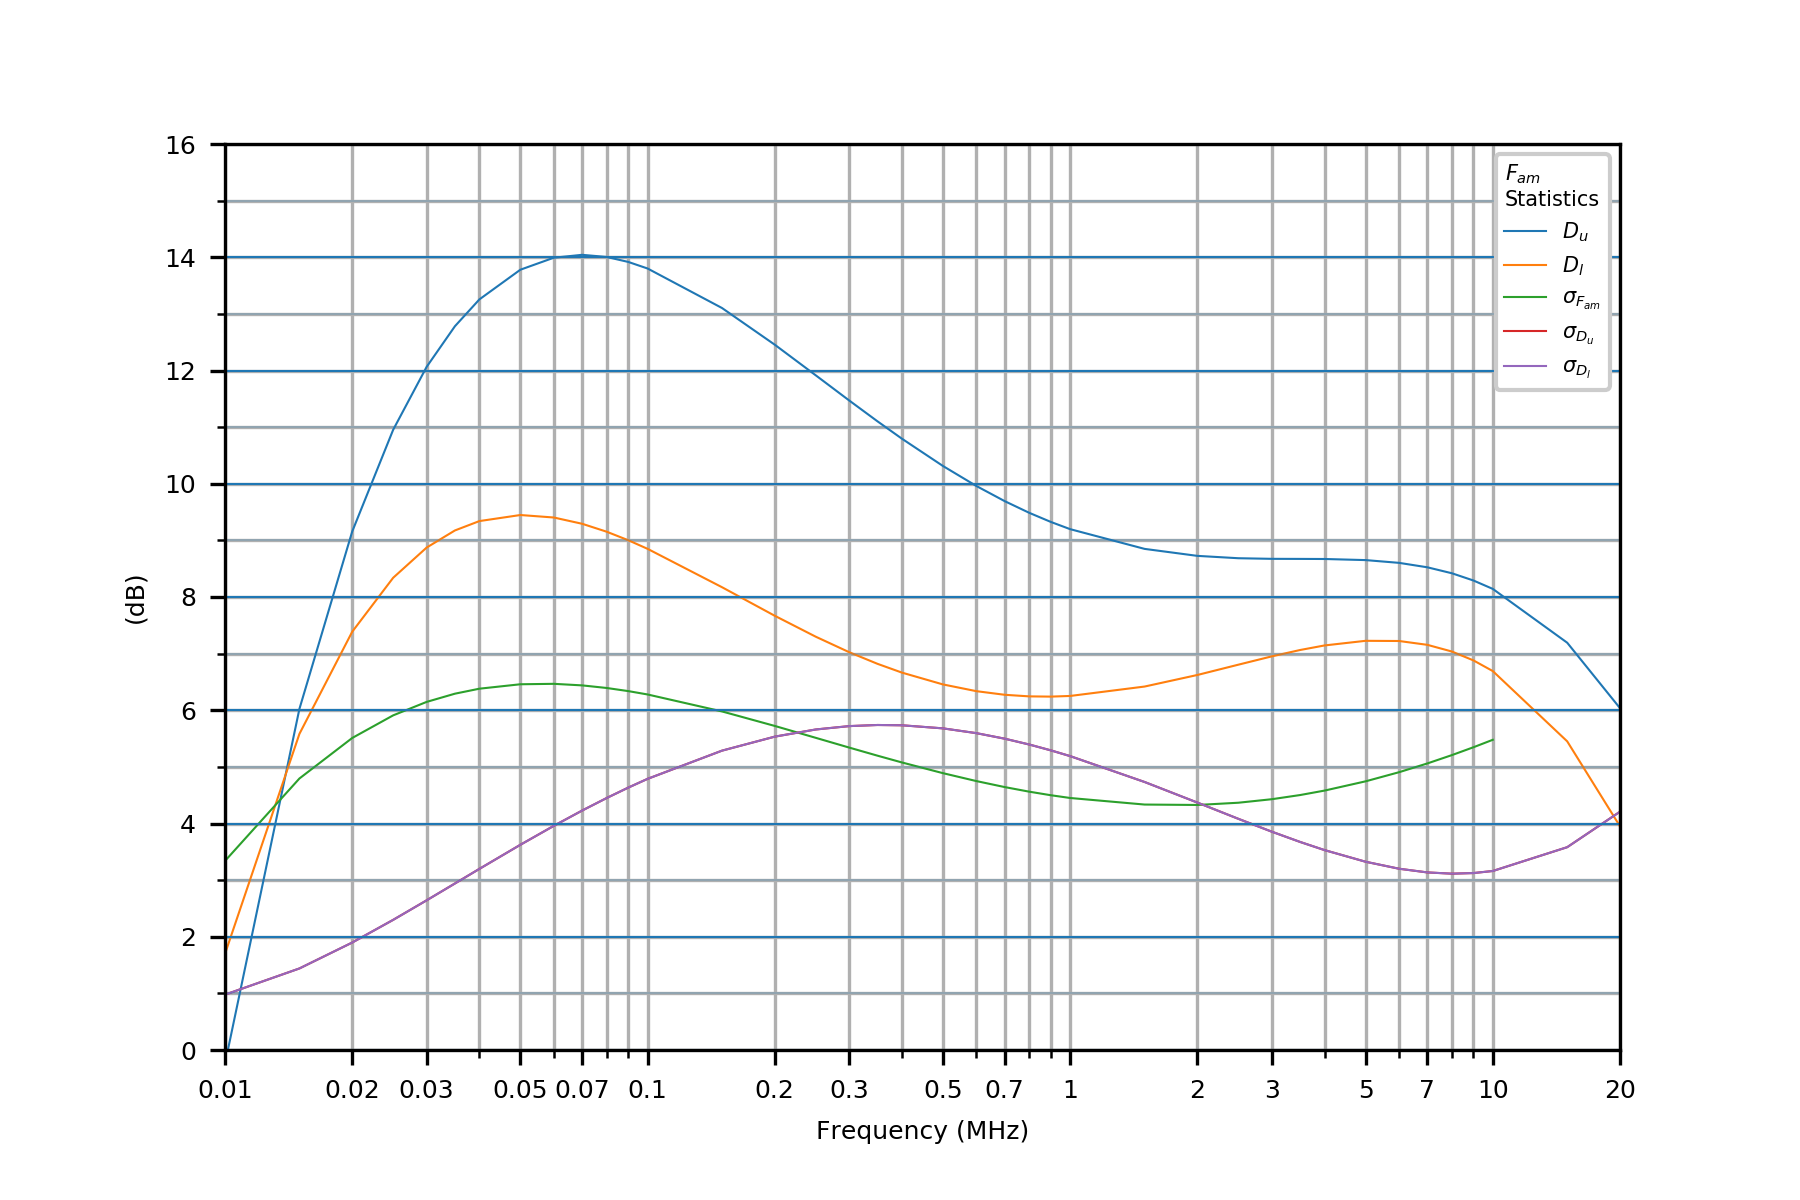 16
14
12
10
8
6
4
2
0
(dB)
0.01 0.02 0.03 0.05 0.07 0.1 0.2 0.3 0.5 0.7 1 2 3 5 7 10 20
Frequency (MHz)
F_am
Statistics
D_u
D_l
σ_F_am
σ_D_u
σ_D_l